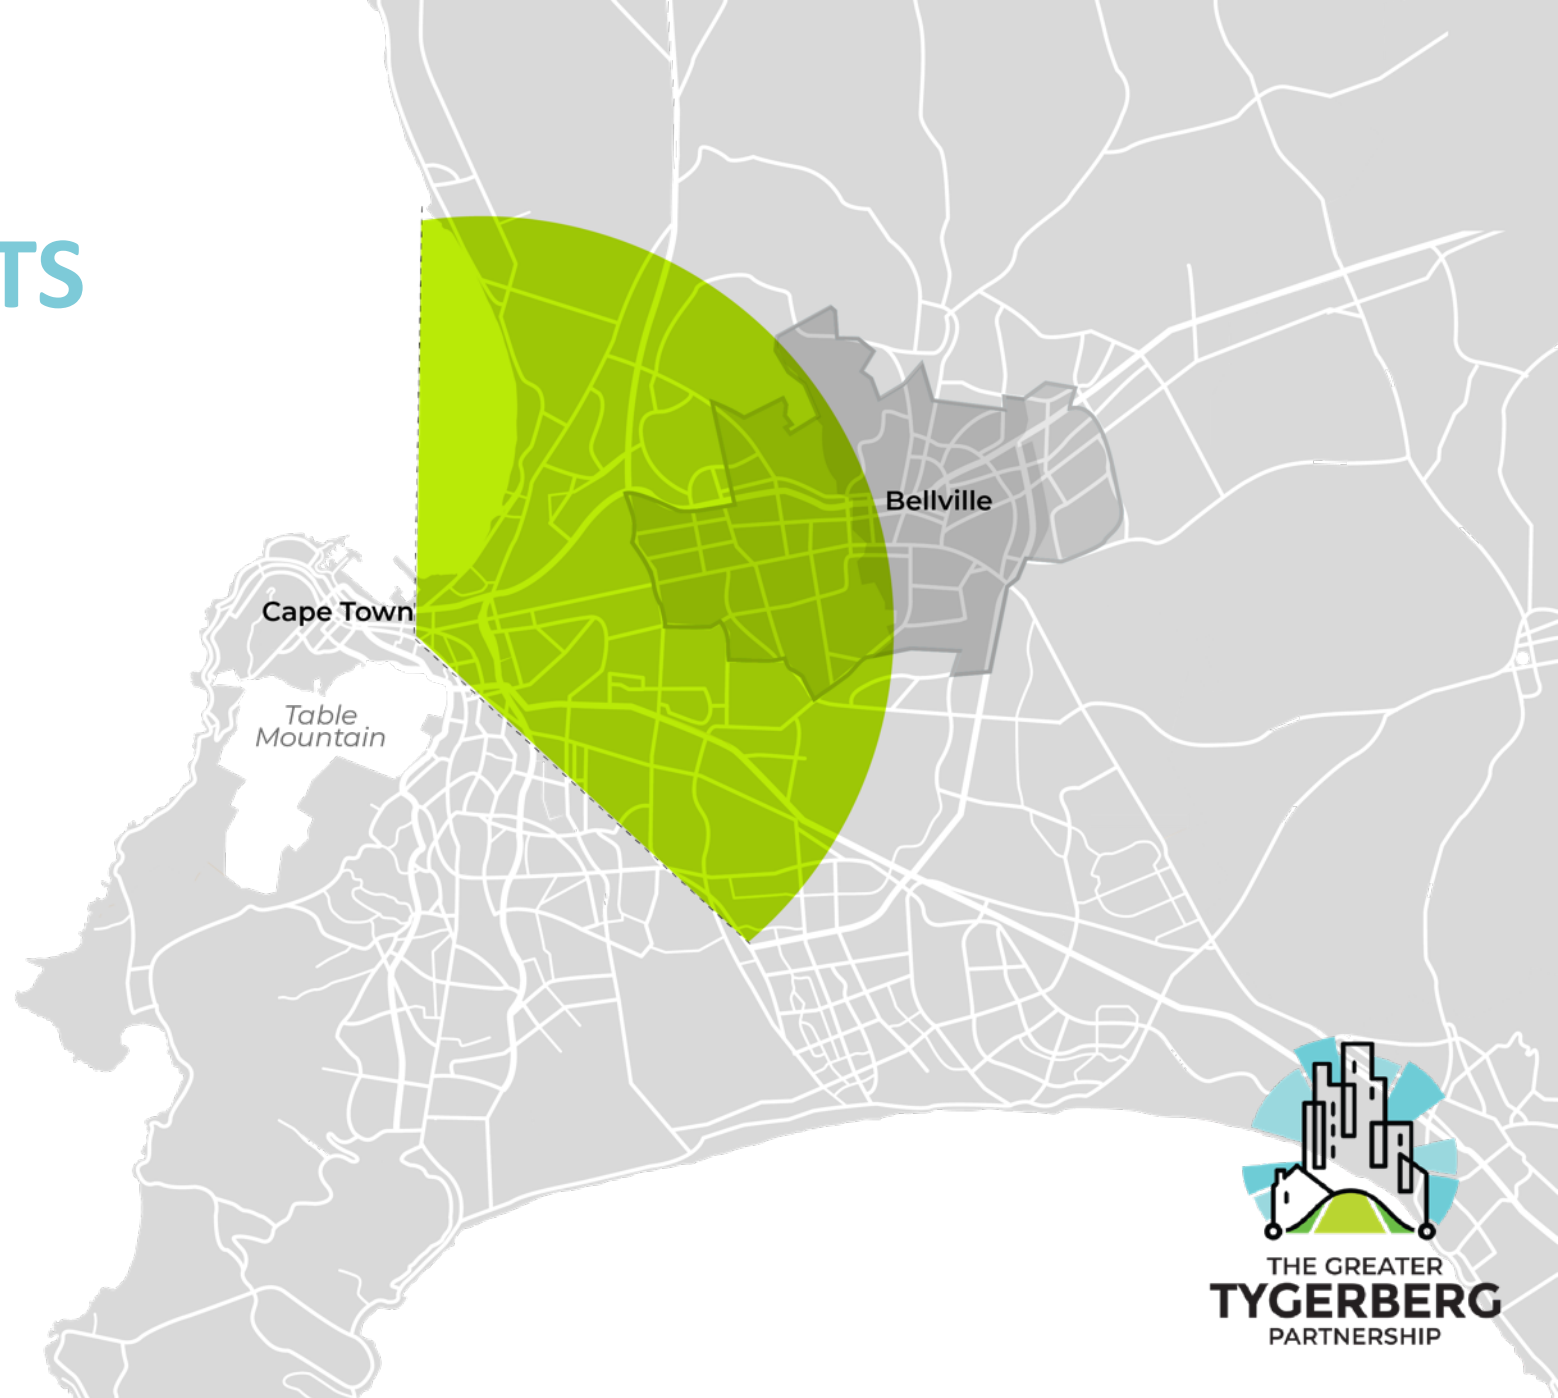 TS
Bellville
Cape Town
Table
Mountain
THE GREATER
TYGERBERG
PARTNERSHIP